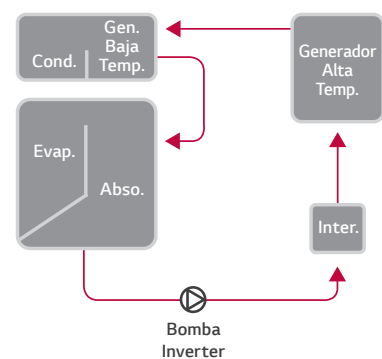 Gen.
Baja
Temp.
Cond.
Generador
Alta
Temp.
Evap.
Abso.
Inter.
Bomba
Inverter